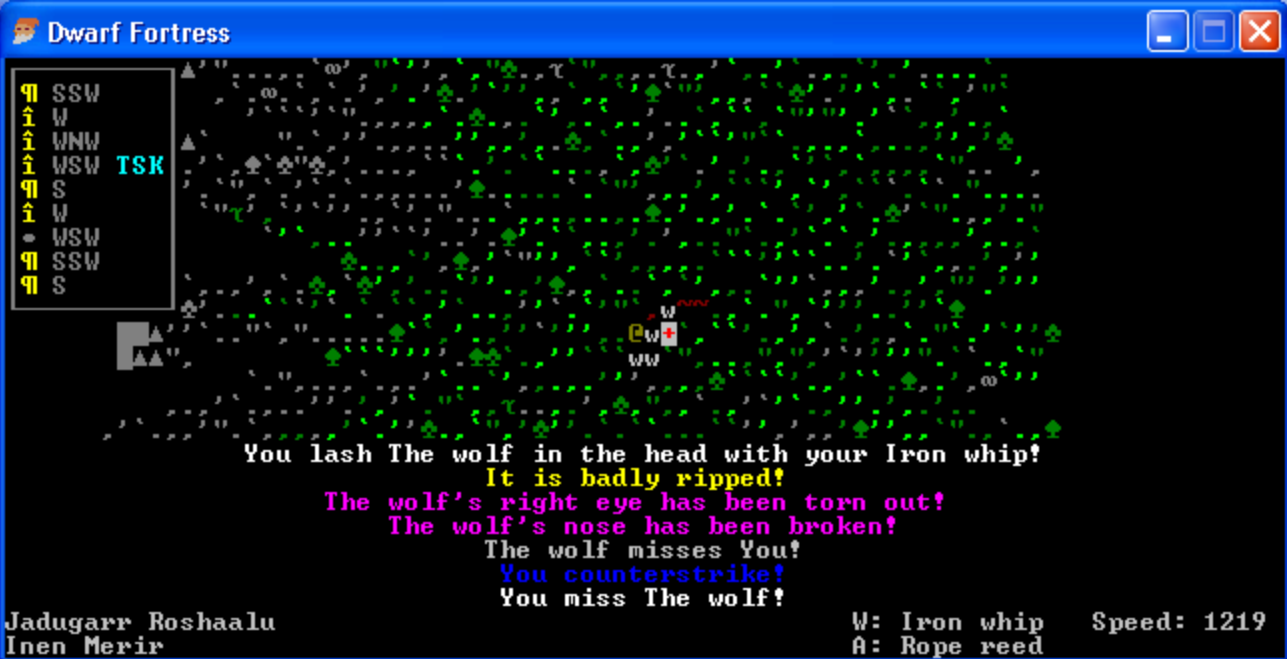 Dwarf Fortress
¶ SSW
î W
î WNW
î WSW TSK
¶ S
î W
• WSW
¶ SSW
¶ S
You lash The wolf in the head with your Iron whip!
It is badly ripped!
The wolf's right eye has been torn out!
The wolf's nose has been broken!
The wolf misses You!
You counterstrike!
You miss The wolf!
Jadugarr Roshaalu W: Iron whip Speed: 1219
Inen Merir A: Rope reed